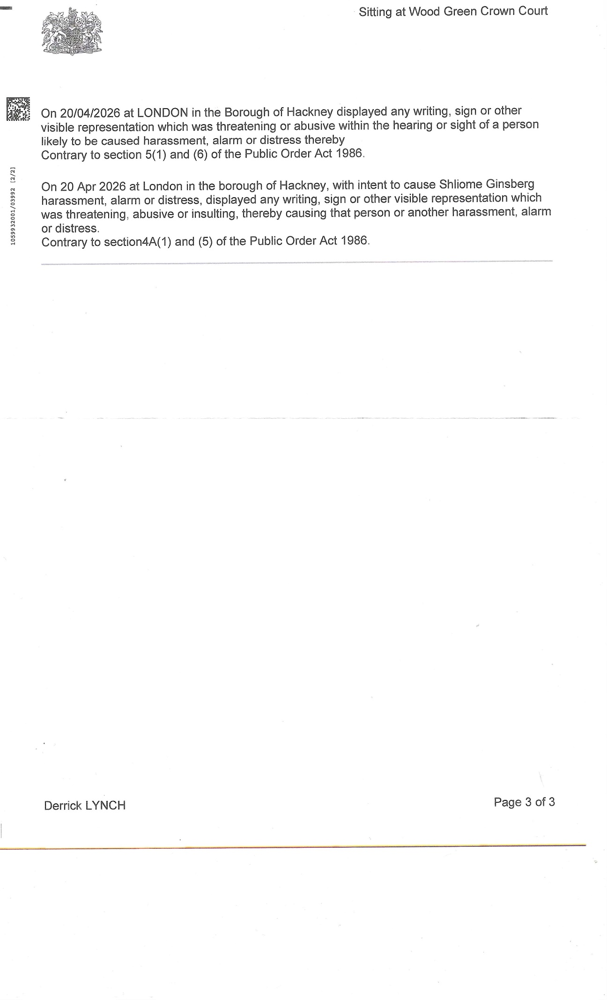 Sitting at Wood Green Crown Court
On 20/04/2026 at LONDON in the Borough of Hackney displayed any writing, sign or other
visible representation which was threatening or abusive within the hearing or sight of a person
likely to be caused harassment, alarm or distress thereby
Contrary to section 5(1) and (6) of the Public Order Act 1986.
1059932001/03992 [2/2]
On 20 Apr 2026 at London in the borough of Hackney, with intent to cause Shliome Ginsberg
harassment, alarm or distress, displayed any writing, sign or other visible representation which
was threatening, abusive or insulting, thereby causing that person or another harassment, alarm
or distress.
Contrary to section4A(1) and (5) of the Public Order Act 1986.
Derrick LYNCH
Page 3 of 3